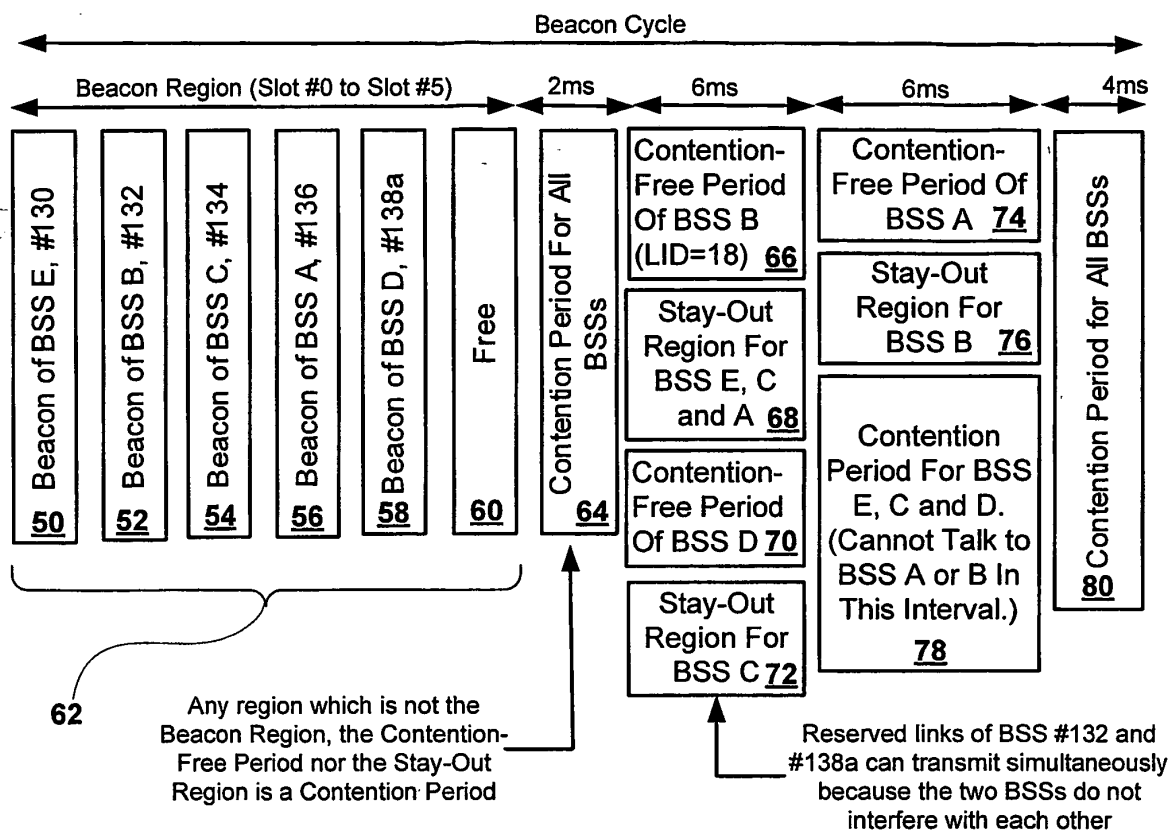 Beacon Cycle
Beacon Region (Slot #0 to Slot #5)
2ms
6ms
6ms
4ms
Beacon of BSS E, #130
50
Beacon of BSS B, #132
52
Beacon of BSS C, #134
54
Beacon of BSS A, #136
56
Beacon of BSS D, #138a
58
Free
60
Contention Period For All
BSSs
64
Contention-
Free Period
Of BSS B
(LID=18) 66
Stay-Out
Region For
BSS E, C
and A 68
Contention-
Free Period
Of BSS D 70
Stay-Out
Region For
BSS C 72
Contention-
Free Period Of
BSS A 74
Stay-Out
Region For
BSS B 76
Contention
Period For BSS
E, C and D.
(Cannot Talk to
BSS A or B In
This Interval.)
78
Contention Period for All BSSs
80
62
Any region which is not the
Beacon Region, the Contention-
Free Period nor the Stay-Out
Region is a Contention Period
Reserved links of BSS #132 and
#138a can transmit simultaneously
because the two BSSs do not
interfere with each other